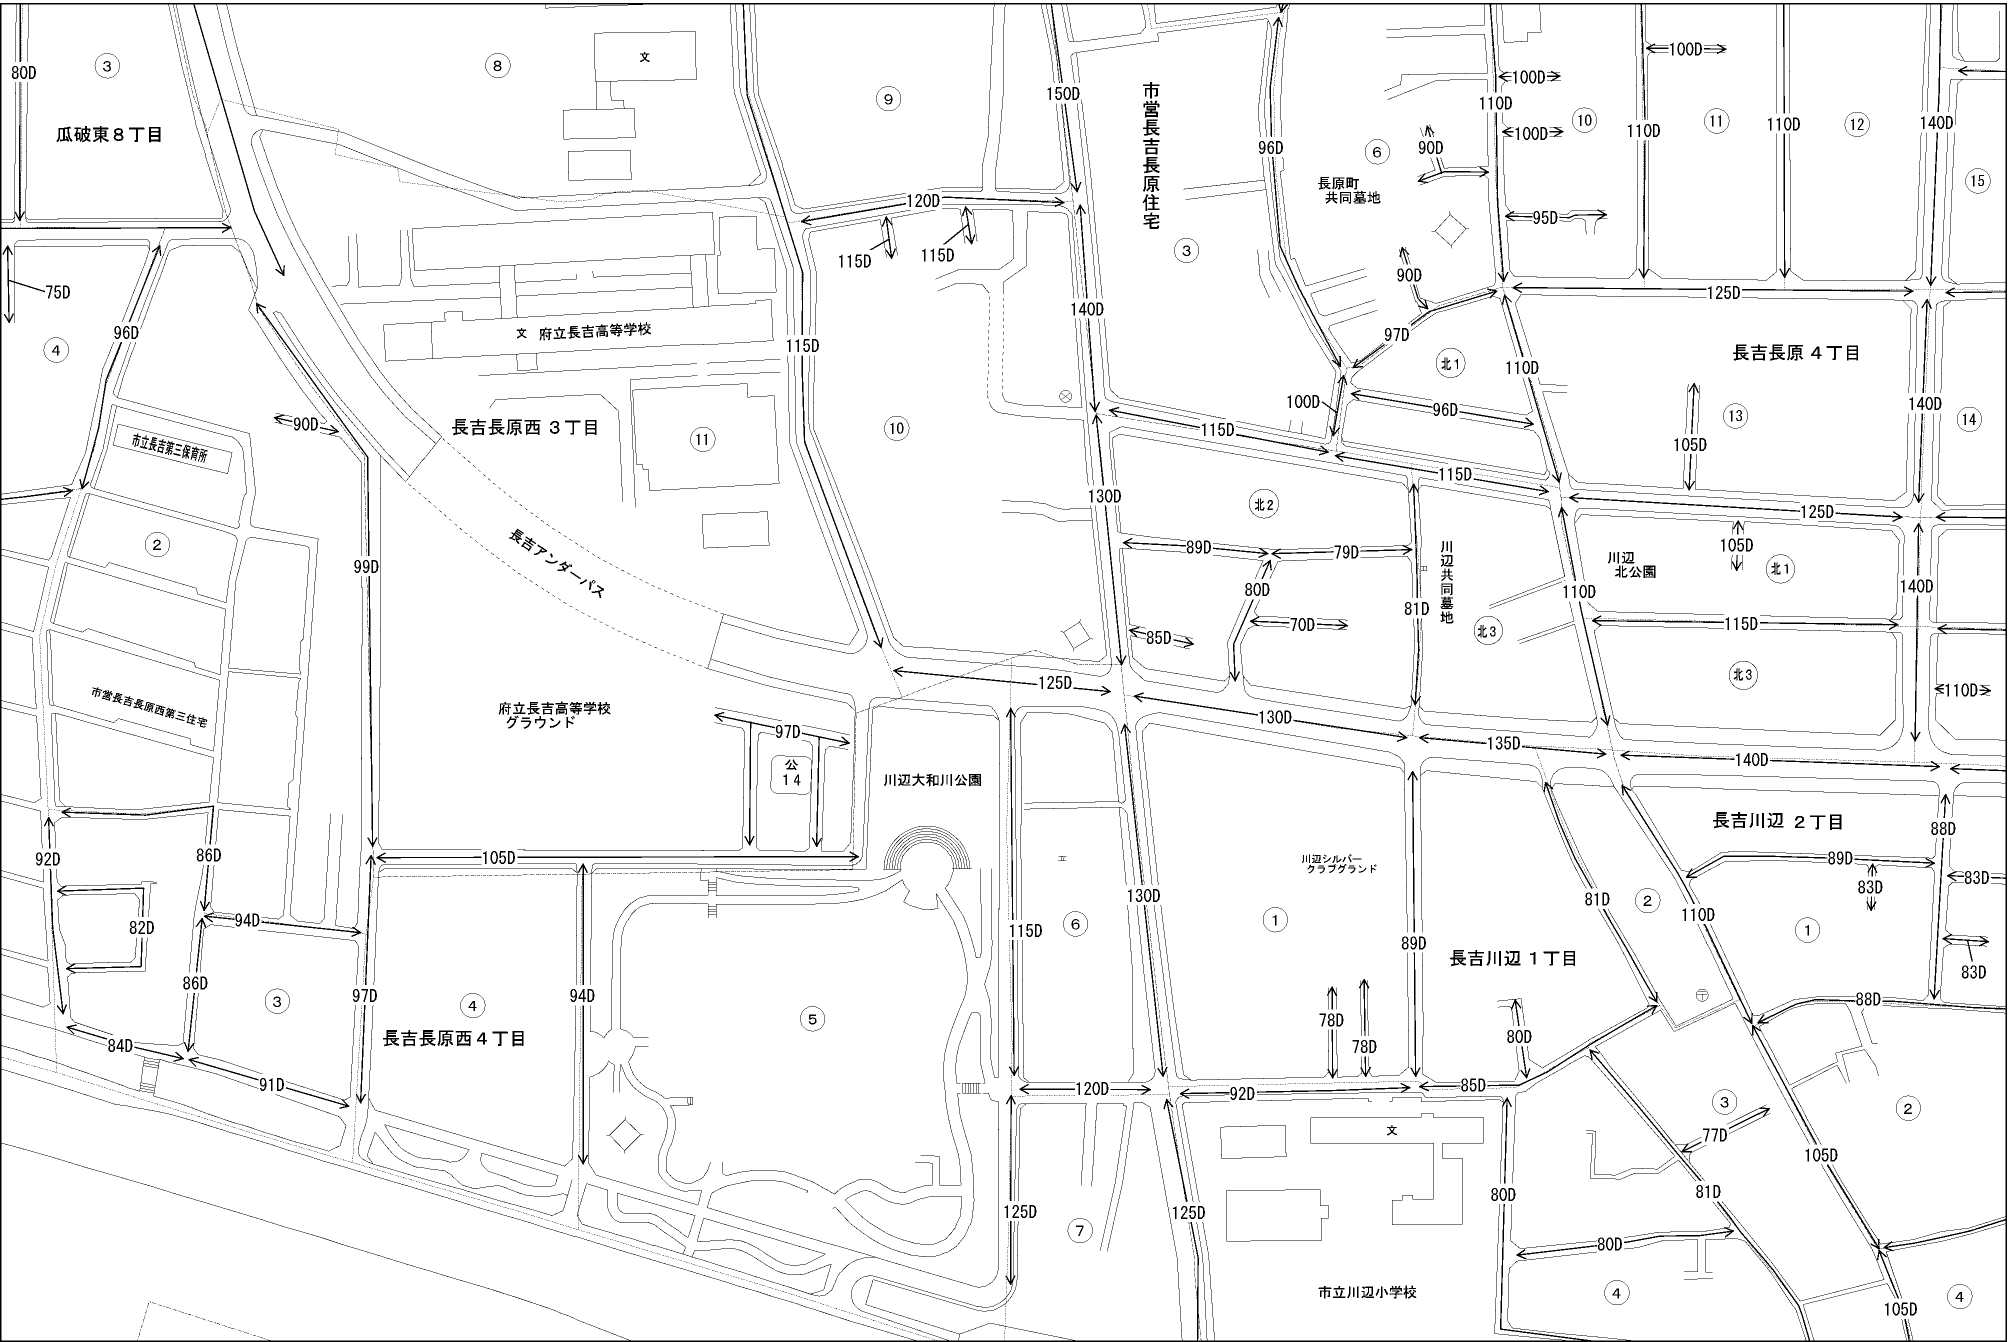 80D
③
瓜破東８丁目
⑧
文
⑨
150D
市営長吉長原住宅
96D
⑥
90D
長原町
共同墓地
110D
100D
100D
⑩
100D
110D
⑪
110D
⑫
140D
⑮
95D
120D
115D
115D
③
75D
④
96D
文 府立長吉高等学校
115D
140D
90D
97D
125D
北1
110D
長吉長原４丁目
100D
96D
140D
⑬
⑭
105D
90D
長吉長原西３丁目
⑪
⑩
115D
115D
市立長吉第三保育所
②
99D
長吉アンダーパス
130D
北2
125D
105D
北1
89D
79D
川辺共同墓地
川辺
北公園
140D
80D
81D
110D
70D
85D
北3
115D
北3
110D
市営長吉長原西第三住宅
府立長吉高等学校
グラウンド
125D
130D
97D
公
１４
135D
140D
川辺大和川公園
長吉川辺２丁目
88D
92D
86D
105D
川辺シルバー
クラブグランド
89D
83D
83D
82D
94D
130D
81D
②
110D
①
115D
⑥
①
89D
長吉川辺１丁目
83D
86D
③
97D
④
94D
⑤
78D
78D
80D
88D
84D
長吉長原西４丁目
91D
120D
92D
85D
文
③
77D
②
105D
125D
⑦
125D
80D
81D
80D
市立川辺小学校
④
105D
④